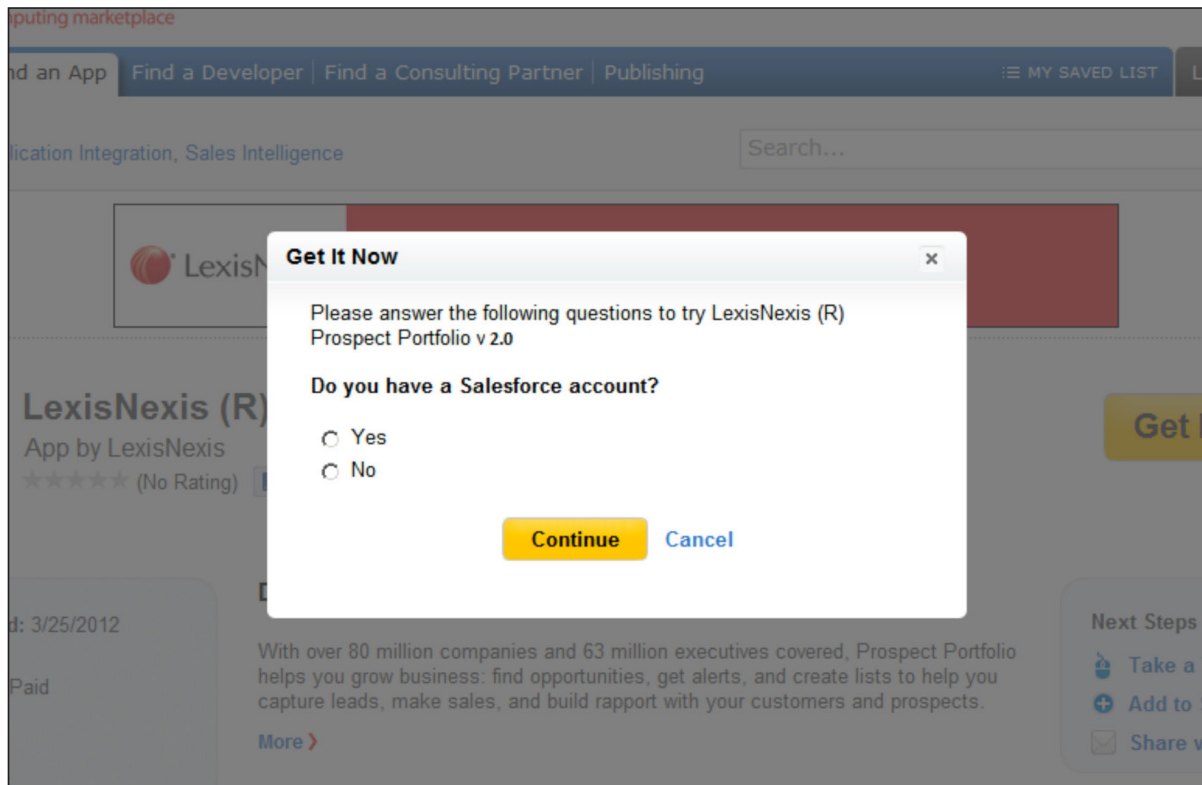 puting marketplace
nd an App Find a Developer Find a Consulting Partner Publishing MY SAVED LIST L
lication Integration, Sales Intelligence Search...
LexisN
Get It Now x
Please answer the following questions to try LexisNexis (R)
Prospect Portfolio v 2.0
Do you have a Salesforce account?
Yes
No
Continue Cancel
LexisNexis (R)
App by LexisNexis
(No Rating)
Get
d: 3/25/2012
Paid
With over 80 million companies and 63 million executives covered, Prospect Portfolio
helps you grow business: find opportunities, get alerts, and create lists to help you
capture leads, make sales, and build rapport with your customers and prospects.
More
Next Steps
Take a
Add to
Share